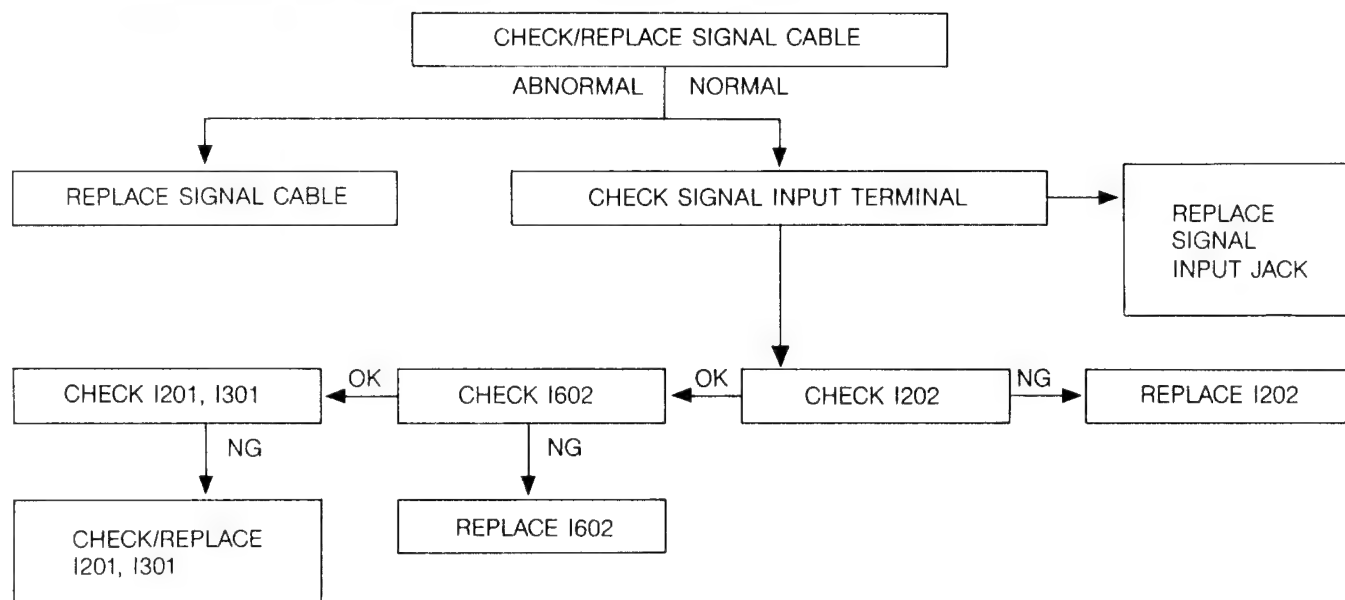 CHECK/REPLACE SIGNAL CABLE
ABNORMAL
NORMAL
REPLACE SIGNAL CABLE
CHECK SIGNAL INPUT TERMINAL
REPLACE
SIGNAL
INPUT JACK
CHECK I201, I301
OK
CHECK I602
OK
CHECK I202
NG
REPLACE I202
NG
NG
CHECK/REPLACE
I201, I301
REPLACE I602